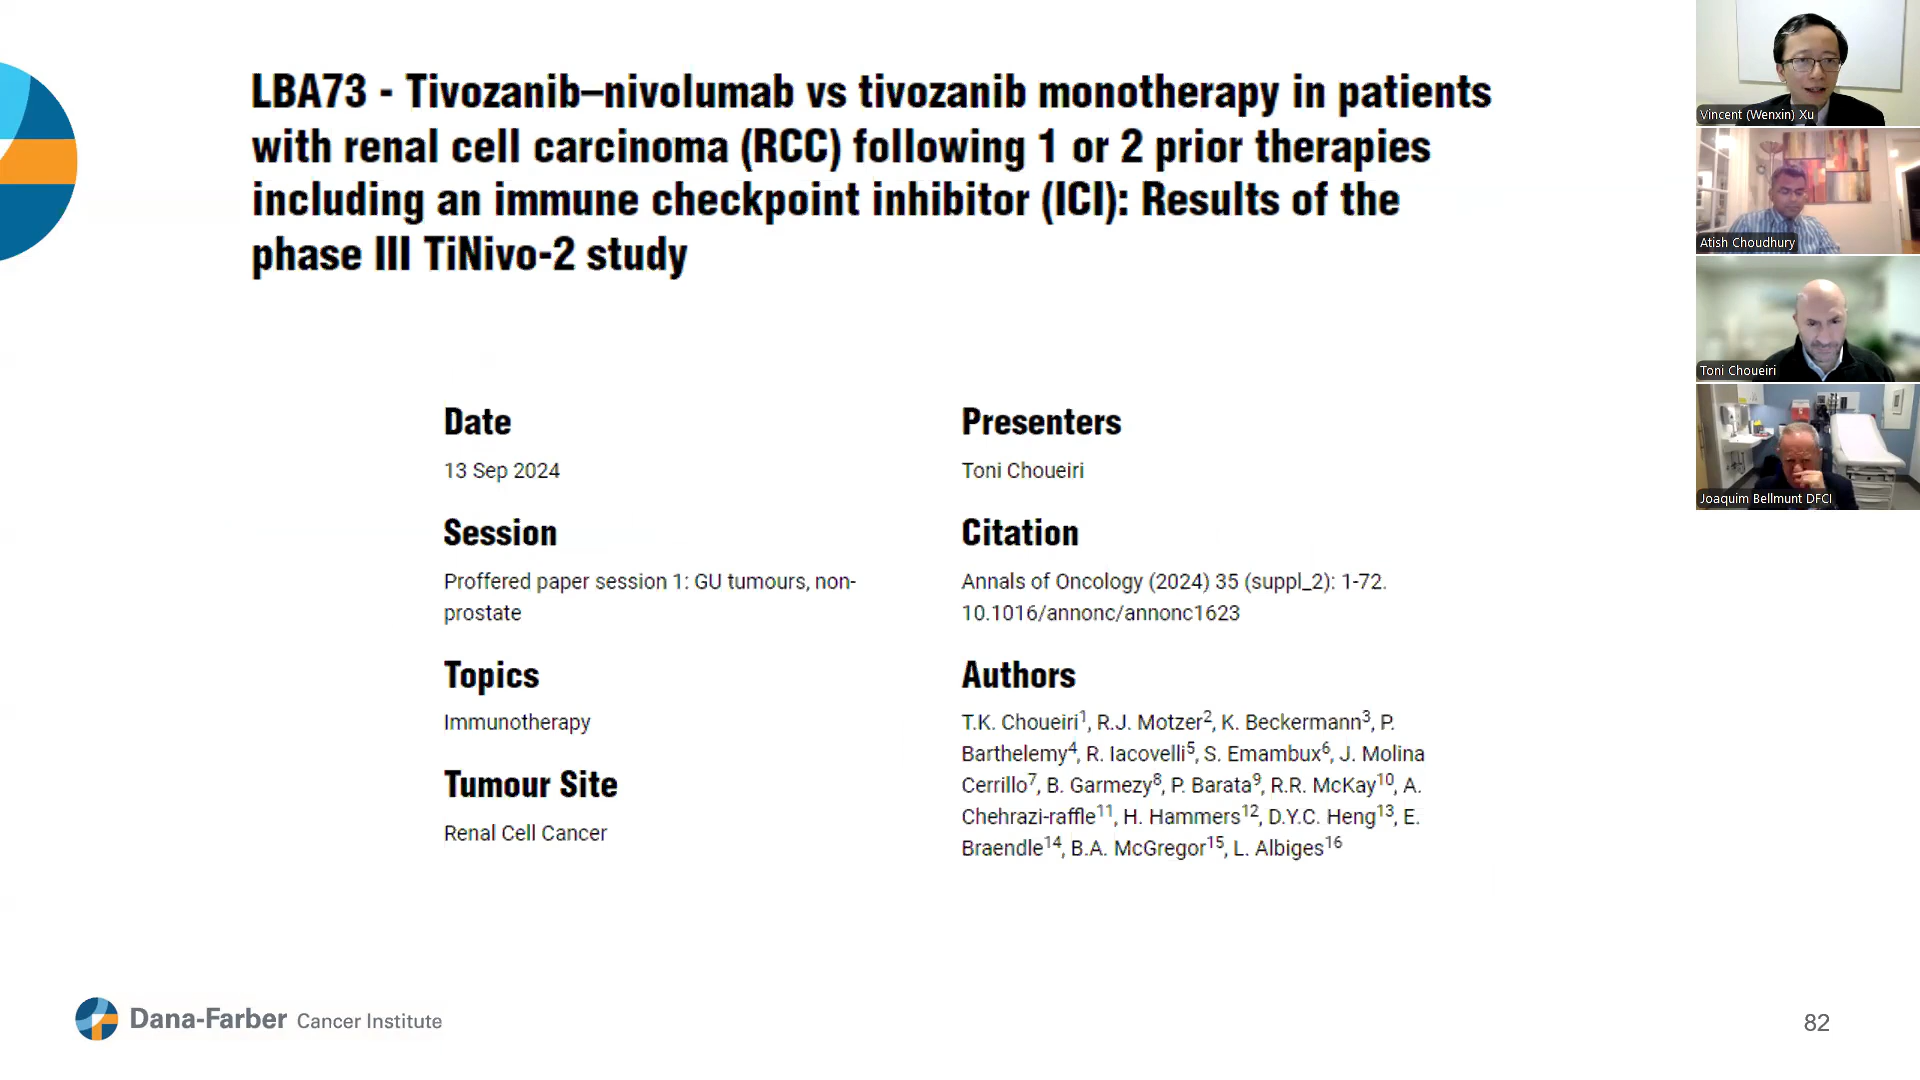 LBA73 - Tivozanib–nivolumab vs tivozanib monotherapy in patients
with renal cell carcinoma (RCC) following 1 or 2 prior therapies
including an immune checkpoint inhibitor (ICI): Results of the
phase III TiNivo-2 study
Date
13 Sep 2024
Session
Proffered paper session 1: GU tumours, non-
prostate
Topics
Immunotherapy
Tumour Site
Renal Cell Cancer
Presenters
Toni Choueiri
Citation
Annals of Oncology (2024) 35 (suppl_2): 1-72.
10.1016/annonc/annonc1623
Authors
T.K. Choueiri1, R.J. Motzer2, K. Beckermann3, P.
Barthelemy4, R. Iacovelli5, S. Emambux6, J. Molina
Cerrillo7, B. Garmezy8, P. Barata9, R.R. McKay10, A.
Chehrazi-raffle11, H. Hammers12, D.Y.C. Heng13, E.
Braendle14, B.A. McGregor15, L. Albiges16
Vincent (Wenxin) Xu
Atish Choudhury
Toni Choueiri
Joaquim Bellmunt DFCI
Dana-Farber Cancer Institute
82